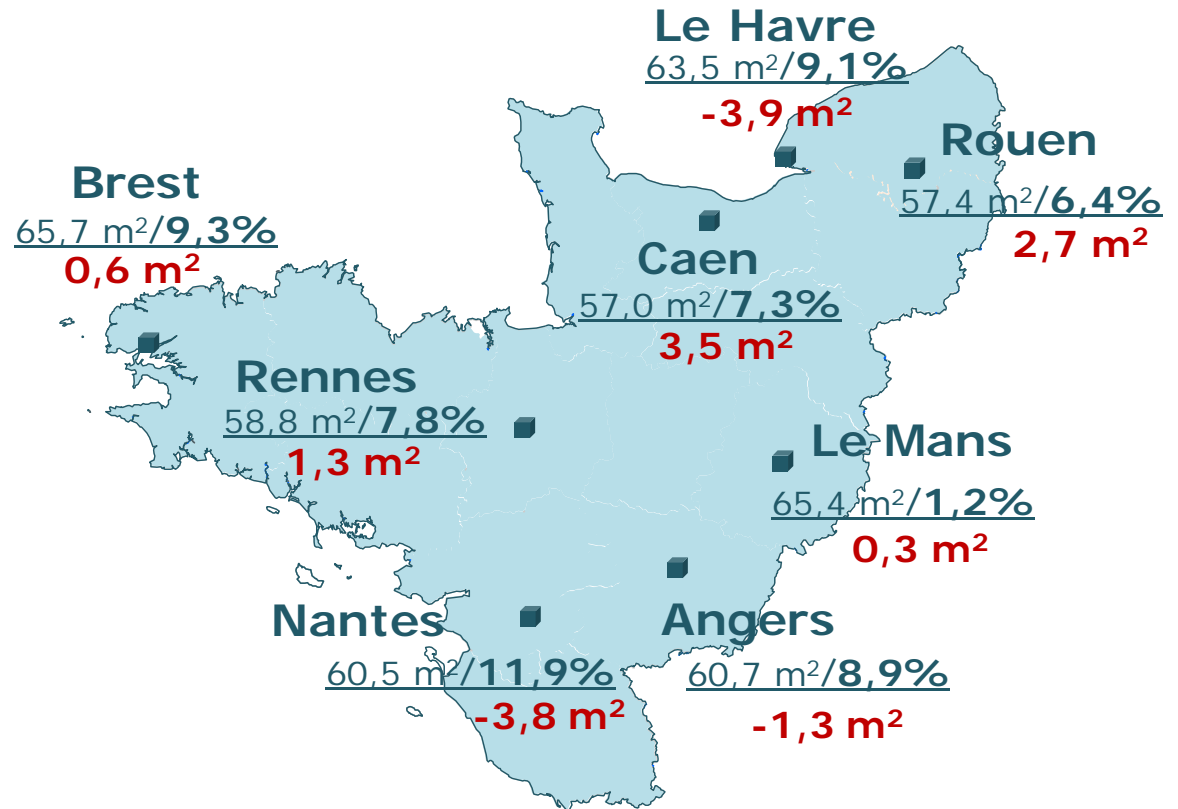 Le Havre
63,5 m²/9,1%
-3,9 m²
Rouen
57,4 m²/6,4%
2,7 m²
Brest
65,7 m²/9,3%
0,6 m²
Caen
57,0 m²/7,3%
3,5 m²
Rennes
58,8 m²/7,8%
1,3 m²
Le Mans
65,4 m²/1,2%
0,3 m²
Nantes
60,5 m²/11,9%
-3,8 m²
Angers
60,7 m²/8,9%
-1,3 m²